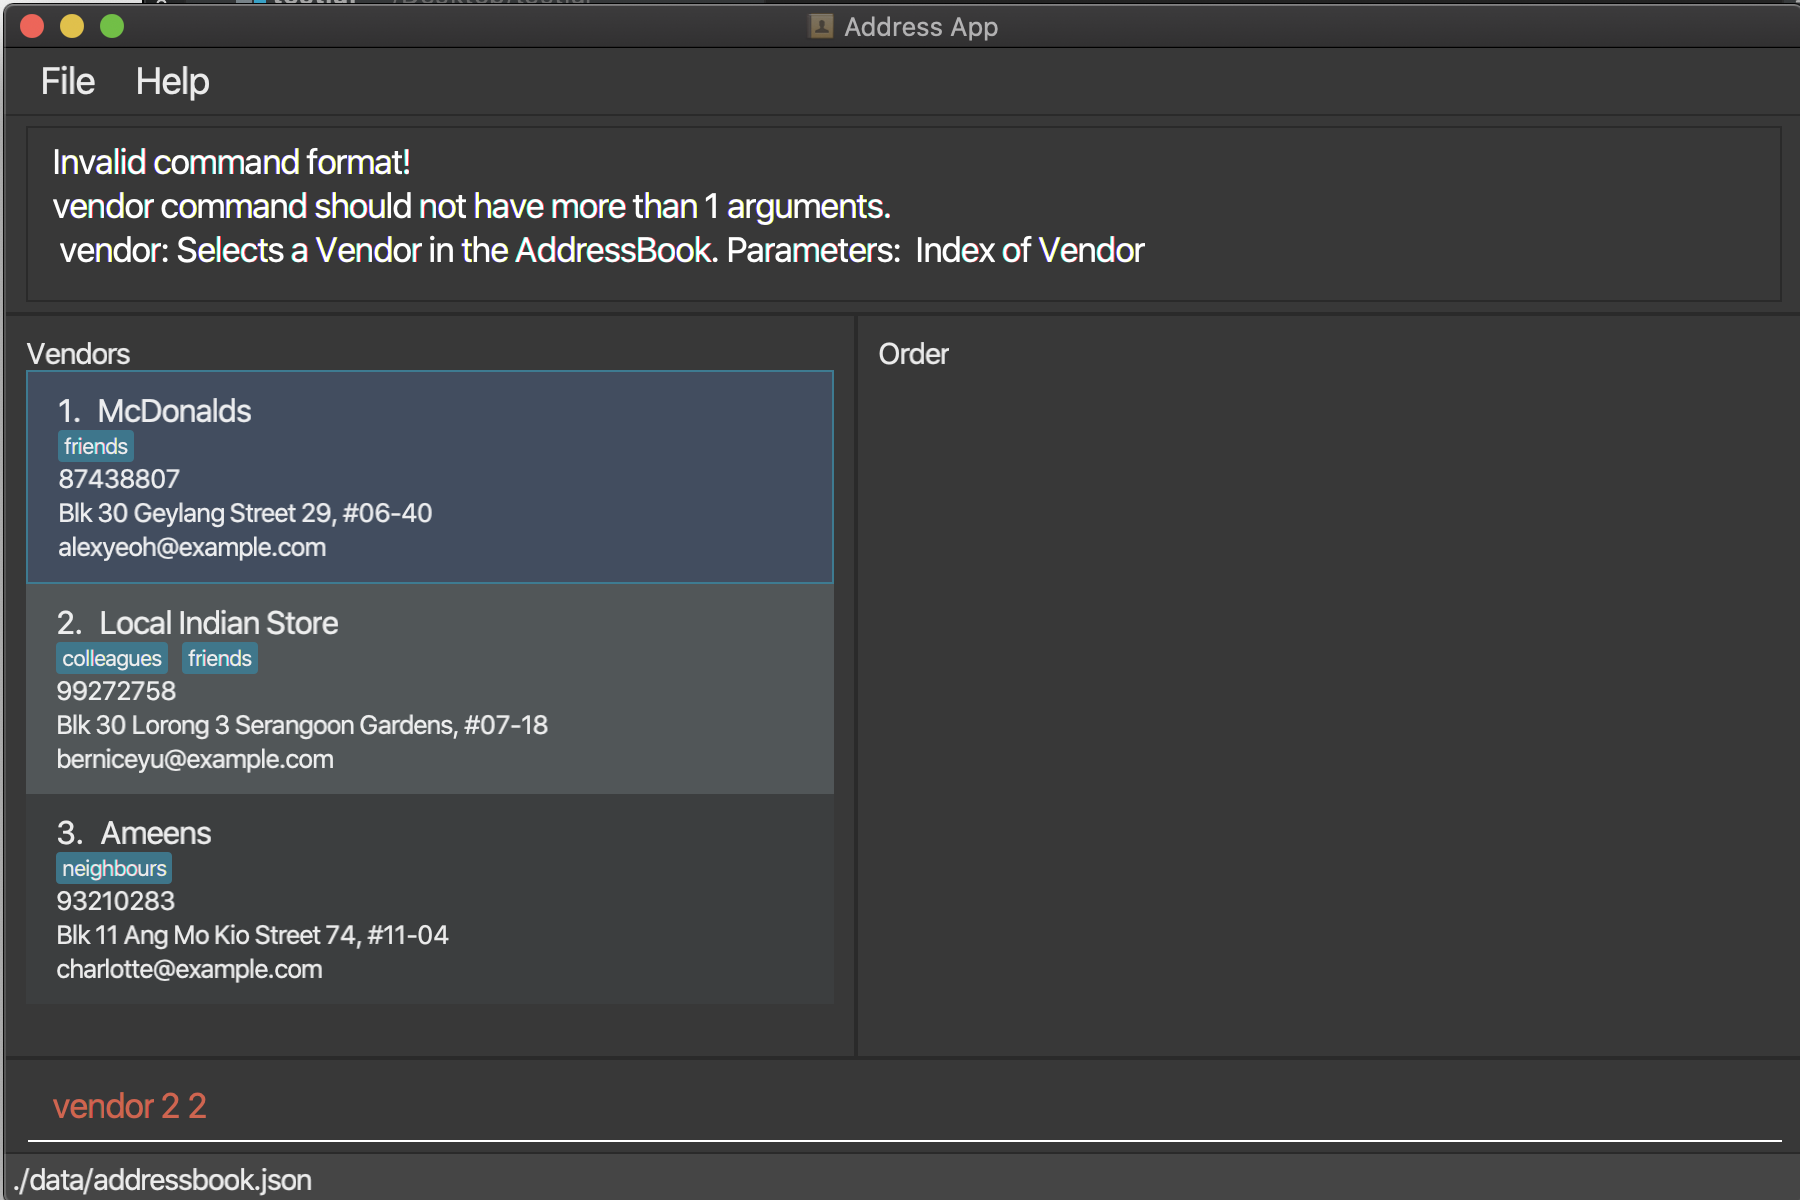 Address App
File Help
Invalid command format!
vendor command should not have more than 1 arguments.
vendor: Selects a Vendor in the AddressBook. Parameters:  Index of Vendor
Vendors
Order
1. McDonalds
friends
87438807
Blk 30 Geylang Street 29, #06-40
alexyeoh@example.com
2. Local Indian Store
colleagues friends
99272758
Blk 30 Lorong 3 Serangoon Gardens, #07-18
berniceyu@example.com
3. Ameens
neighbours
93210283
Blk 11 Ang Mo Kio Street 74, #11-04
charlotte@example.com
vendor 2 2
./data/addressbook.json